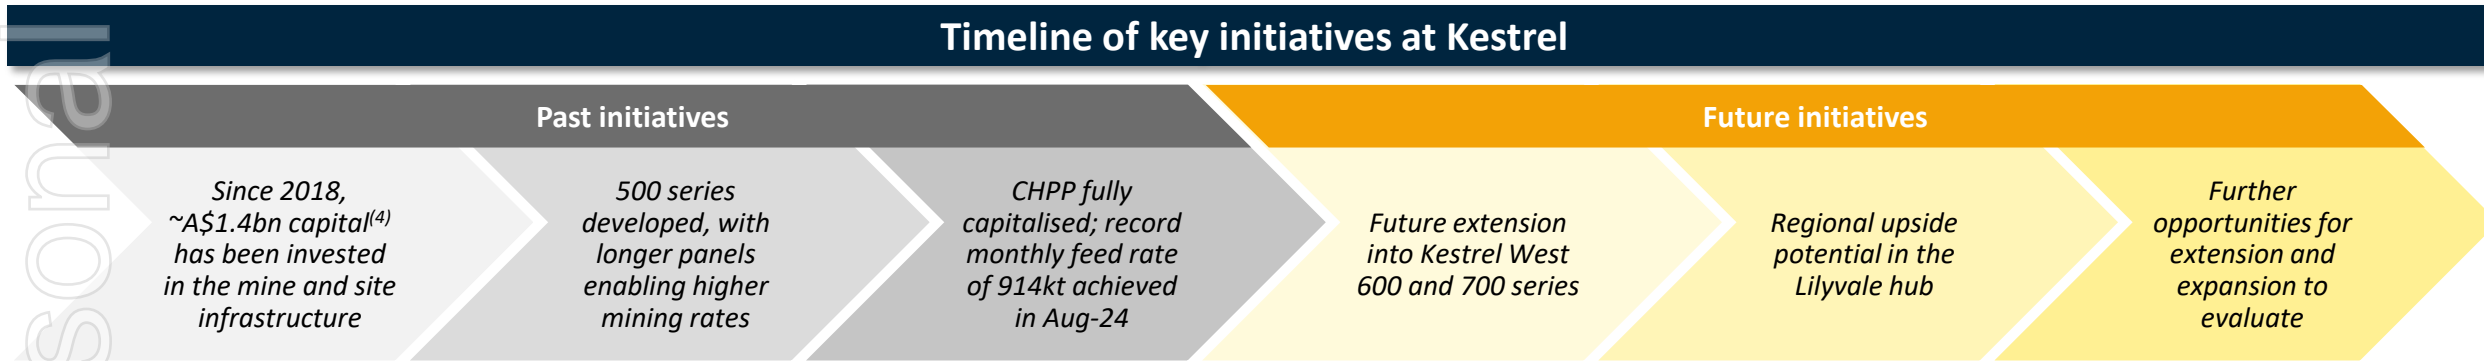 Timeline of key initiatives at Kestrel
Past initiatives
Future initiatives
Since 2018,
~A$1.4bn capital(4)
has been invested
in the mine and site
infrastructure
500 series
developed, with
longer panels
enabling higher
mining rates
CHPP fully
capitalised; record
monthly feed rate
of 914kt achieved
in Aug-24
Future extension
into Kestrel West
600 and 700 series
Regional upside
potential in the
Lilyvale hub
Further
opportunities for
extension and
expansion to
evaluate
sonal